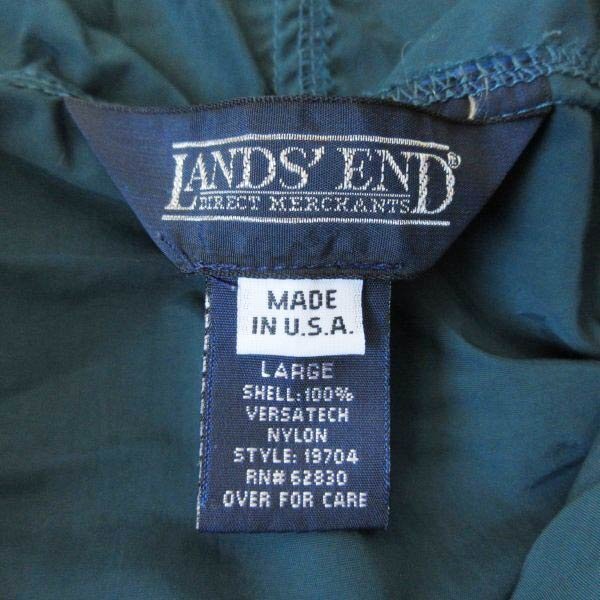 LANDS' END®
DIRECT MERCHANTS
MADE
IN U.S.A.
LARGE
SHELL:100%
VERSATECH
NYLON
STYLE: 19704
RN# 62830
OVER FOR CARE